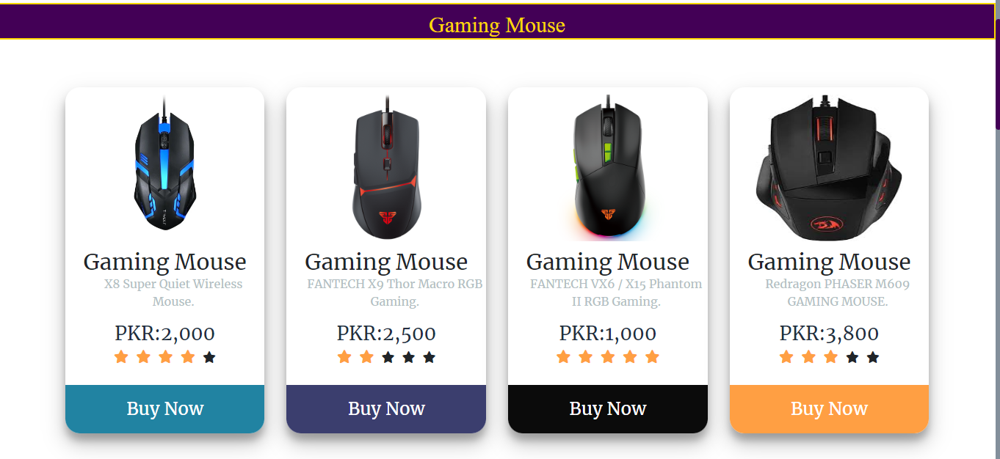 Gaming Mouse
Gaming Mouse
X8 Super Quiet Wireless
Mouse.
PKR:2,000
Buy Now
Gaming Mouse
FANTECH X9 Thor Macro RGB
Gaming.
PKR:2,500
Buy Now
Gaming Mouse
FANTECH VX6 / X15 Phantom
II RGB Gaming.
PKR:1,000
Buy Now
Gaming Mouse
Redragon PHASER M609
GAMING MOUSE.
PKR:3,800
Buy Now